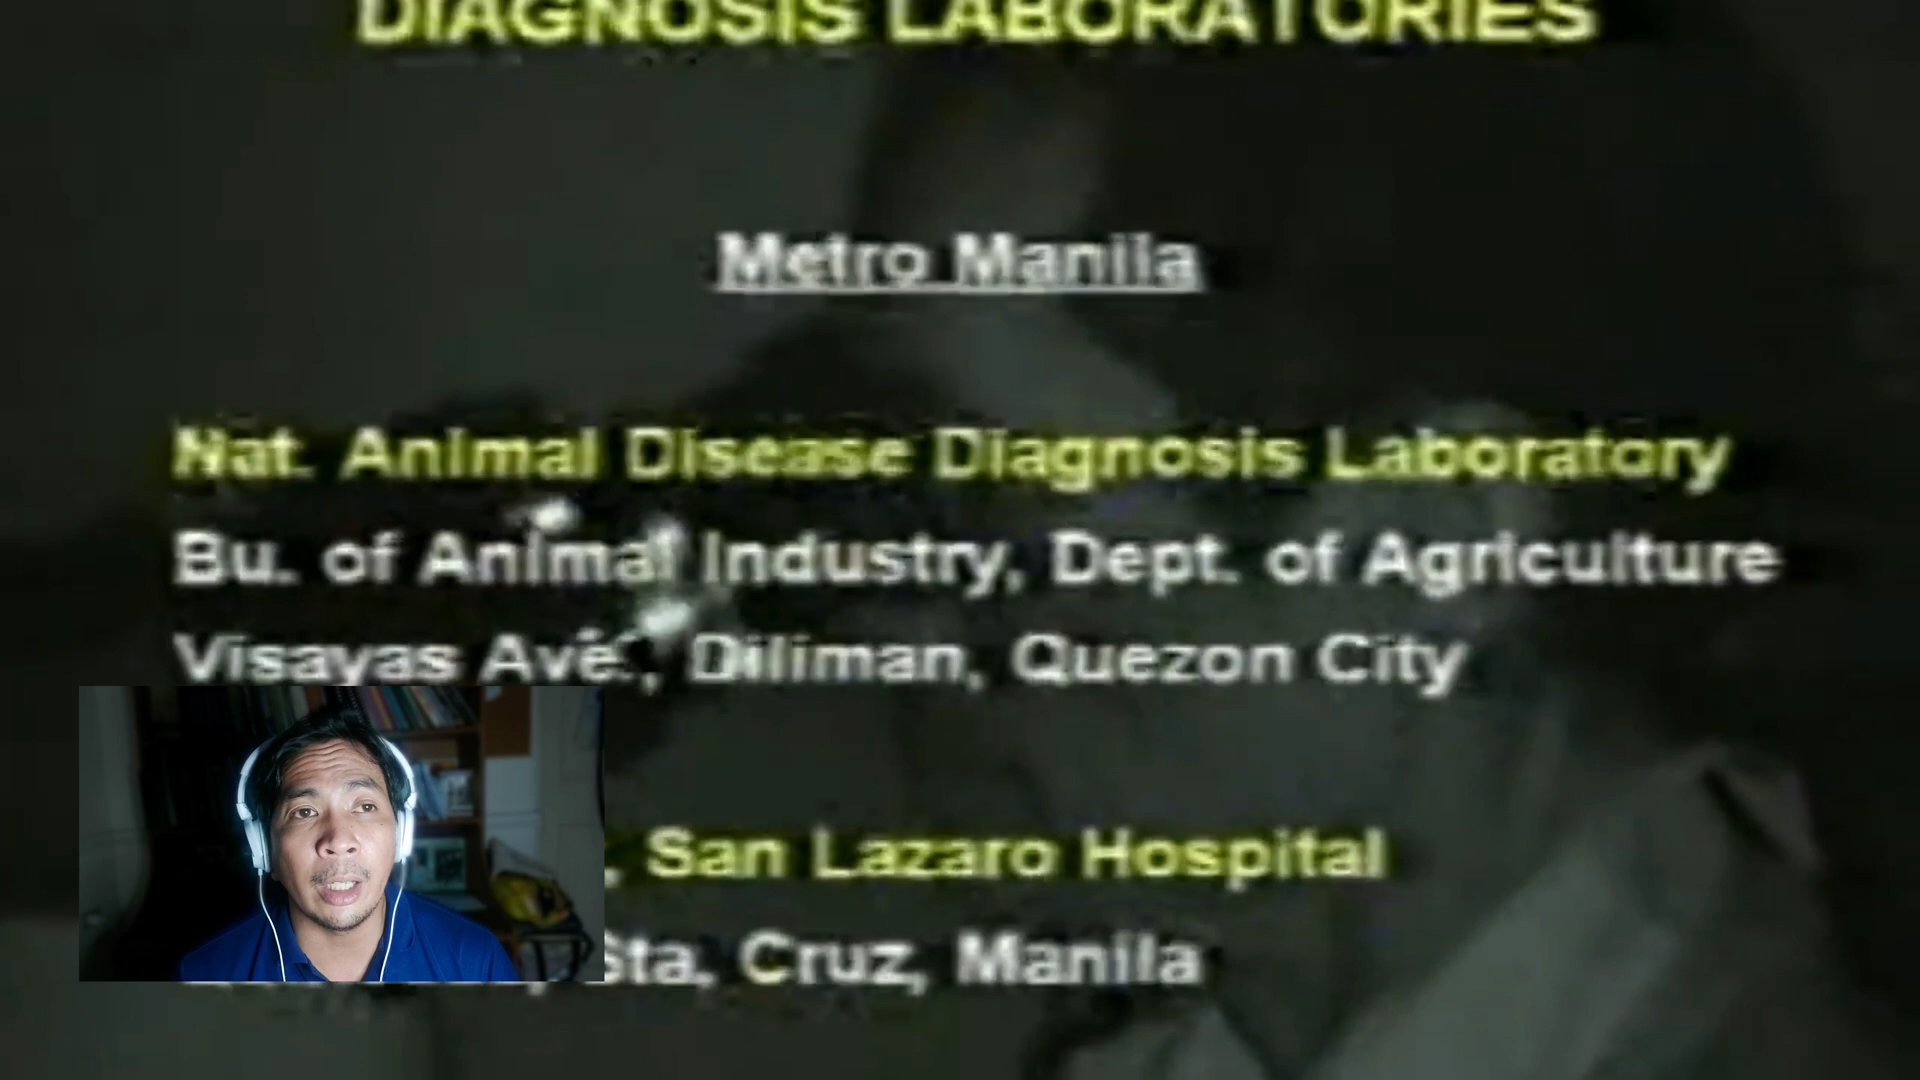 DIAGNOSIS LABORATORIES
Metro Manila
Nat. Animal Disease Diagnosis Laboratory
Bu. of Animal Industry, Dept. of Agriculture
Visayas Ave., Diliman, Quezon City
San Lazaro Hospital
Sta, Cruz, Manila